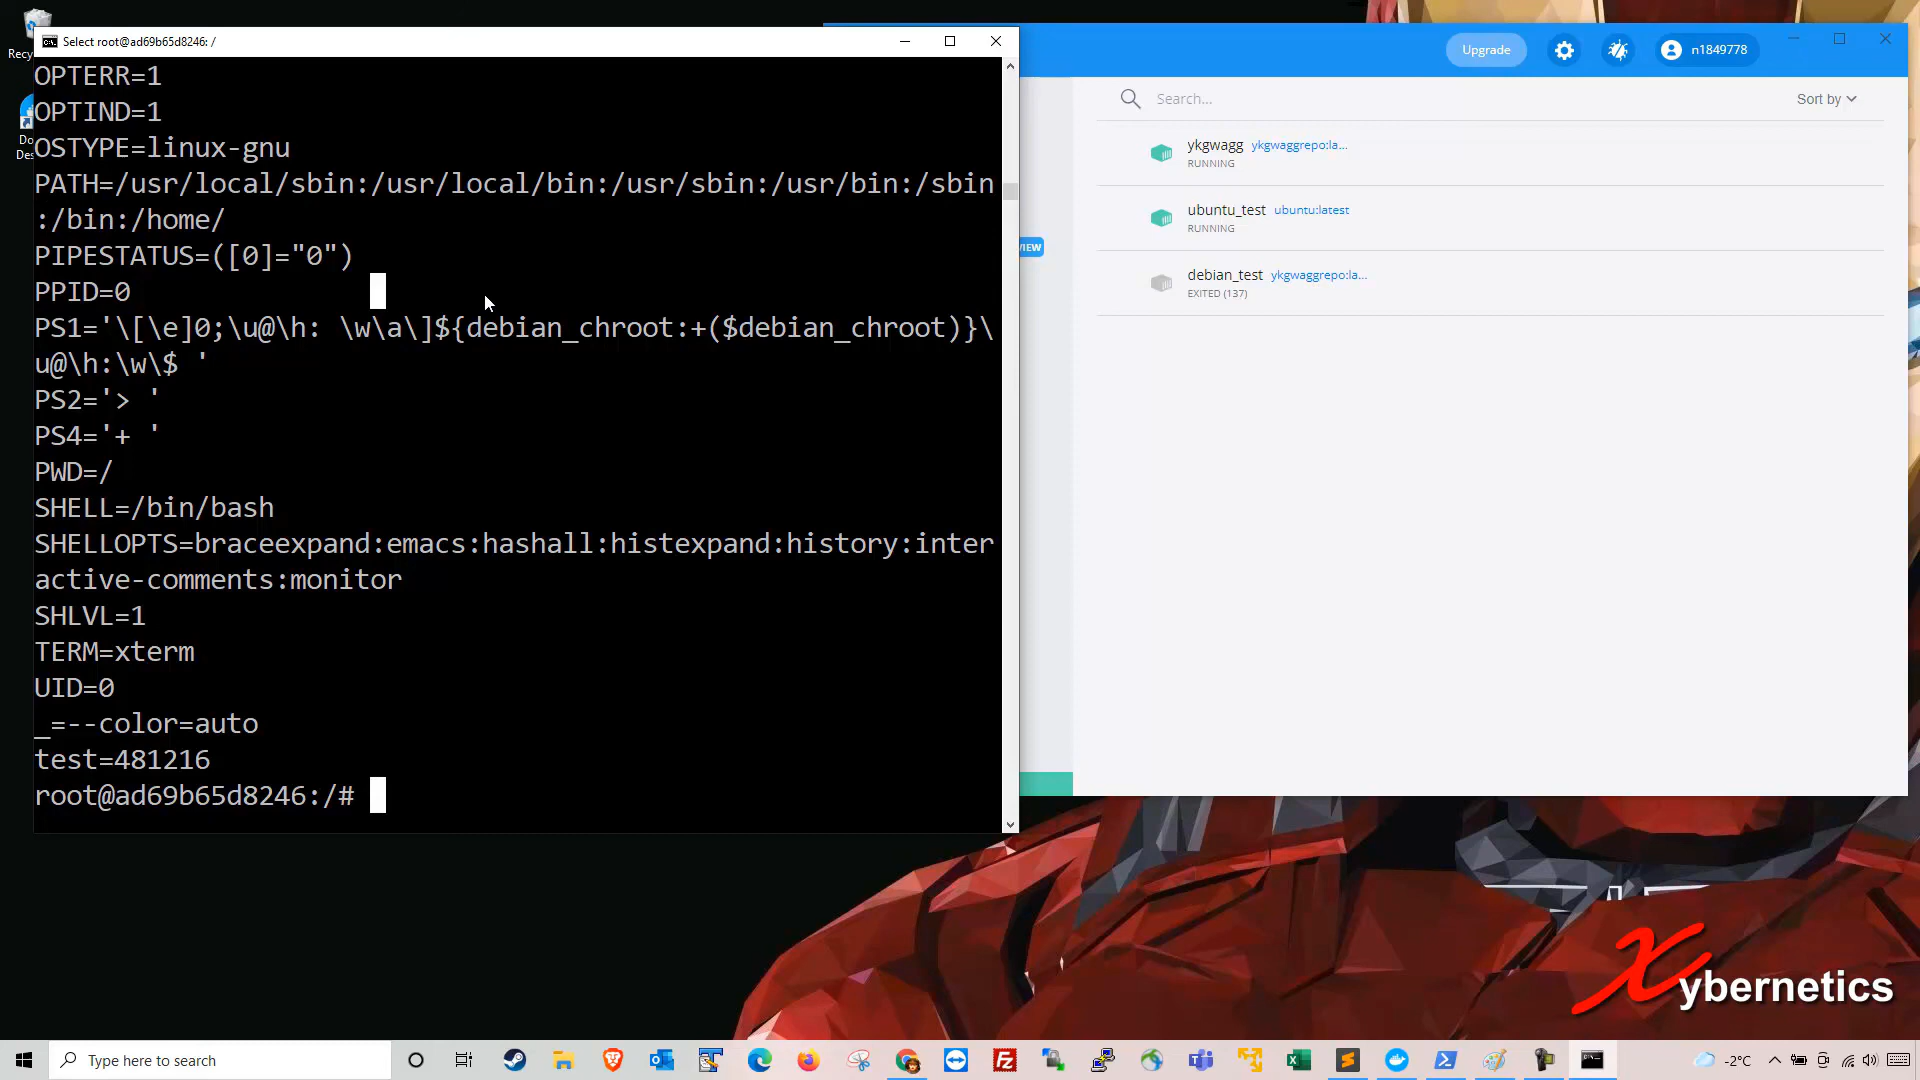 Recy
Do
Des
Select root@ad69b65d8246: /
OPTERR=1
OPTIND=1
OSTYPE=linux-gnu
PATH=/usr/local/sbin:/usr/local/bin:/usr/sbin:/usr/bin:/sbin
:/bin:/home/
PIPESTATUS=([0]="0")
PPID=0
PS1='\[\e]0;\u@\h: \w\a\]${debian_chroot:+($debian_chroot)}\
u@\h:\w\$ '
PS2='> '
PS4='+ '
PWD=/
SHELL=/bin/bash
SHELLOPTS=braceexpand:emacs:hashall:histexpand:history:inter
active-comments:monitor
SHLVL=1
TERM=xterm
UID=0
_=--color=auto
test=481216
root@ad69b65d8246:/#
Upgrade
n1849778
Search...
Sort by
ykgwagg ykgwaggrepo:la...
RUNNING
ubuntu_test ubuntu:latest
RUNNING
IEW
debian_test ykgwaggrepo:la...
EXITED (137)
Xybernetics
Type here to search
-2°C